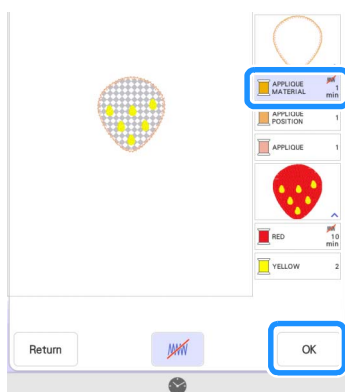 APPLIQUE
MATERIAL
1
min
APPLIQUE
POSITION
1
APPLIQUE
1
RED
10
min
YELLOW
2
Return
OK